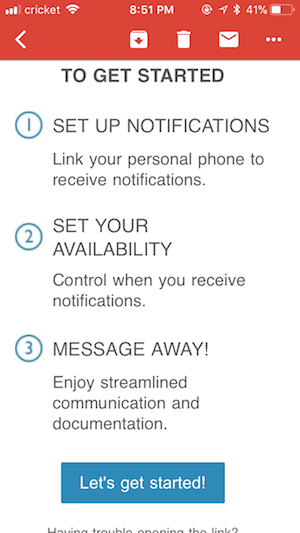 cricket 8:51 PM 41%
TO GET STARTED
1 SET UP NOTIFICATIONS
Link your personal phone to
receive notifications.
2 SET YOUR
AVAILABILITY
Control when you receive
notifications.
3 MESSAGE AWAY!
Enjoy streamlined
communication and
documentation.
Let's get started!
Having trouble opening the link?